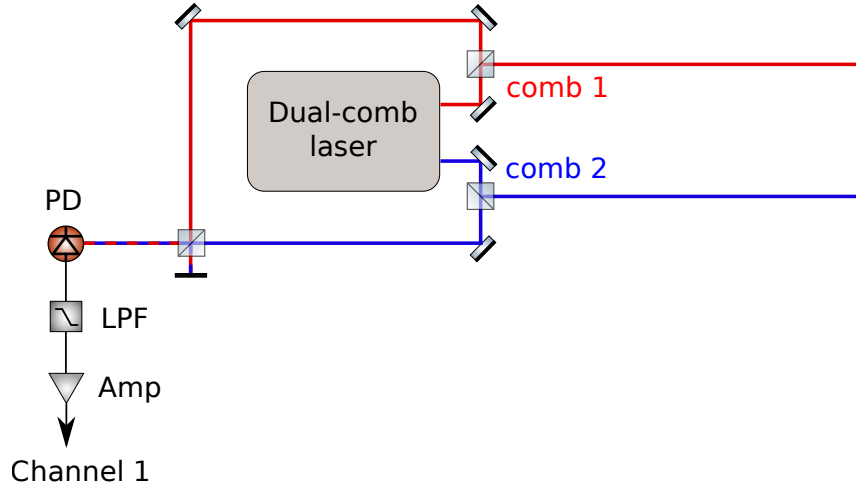 comb 1
Dual-comb
laser
comb 2
PD
LPF
Amp
Channel 1